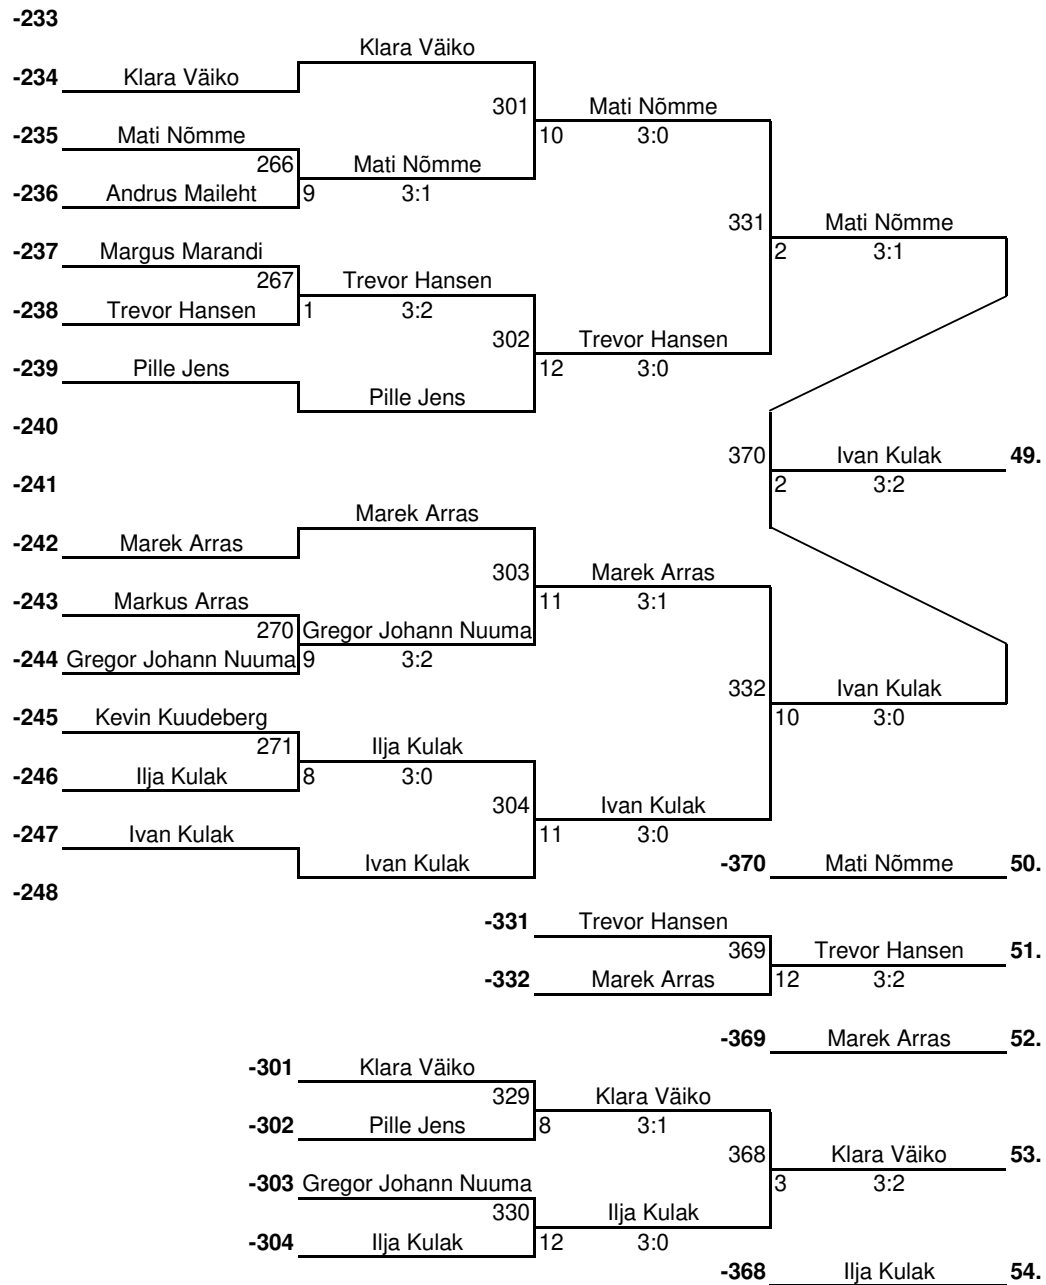 -233
Klara Väiko
-234 Klara Väiko
301 Mati Nõmme
-235 Mati Nõmme 10 3:0
266 Mati Nõmme
-236 Andrus Maileht 9 3:1
331 Mati Nõmme
-237 Margus Marandi 2 3:1
267 Trevor Hansen
-238 Trevor Hansen 1 3:2
302 Trevor Hansen
-239 Pille Jens 12 3:0
Pille Jens
-240
370 Ivan Kulak 49.
-241 2 3:2
Marek Arras
-242 Marek Arras
303 Marek Arras
-243 Markus Arras 11 3:1
270 Gregor Johann Nuuma
-244 Gregor Johann Nuuma 9 3:2
332 Ivan Kulak
-245 Kevin Kuudeberg 10 3:0
271 Ilja Kulak
-246 Ilja Kulak 8 3:0
304 Ivan Kulak
-247 Ivan Kulak 11 3:0
Ivan Kulak -370 Mati Nõmme 50.
-248
-331 Trevor Hansen
369 Trevor Hansen 51.
-332 Marek Arras 12 3:2
-369 Marek Arras 52.
-301 Klara Väiko
329 Klara Väiko
-302 Pille Jens 8 3:1
368 Klara Väiko 53.
-303 Gregor Johann Nuuma 3 3:2
330 Ilja Kulak
-304 Ilja Kulak 12 3:0
-368 Ilja Kulak 54.